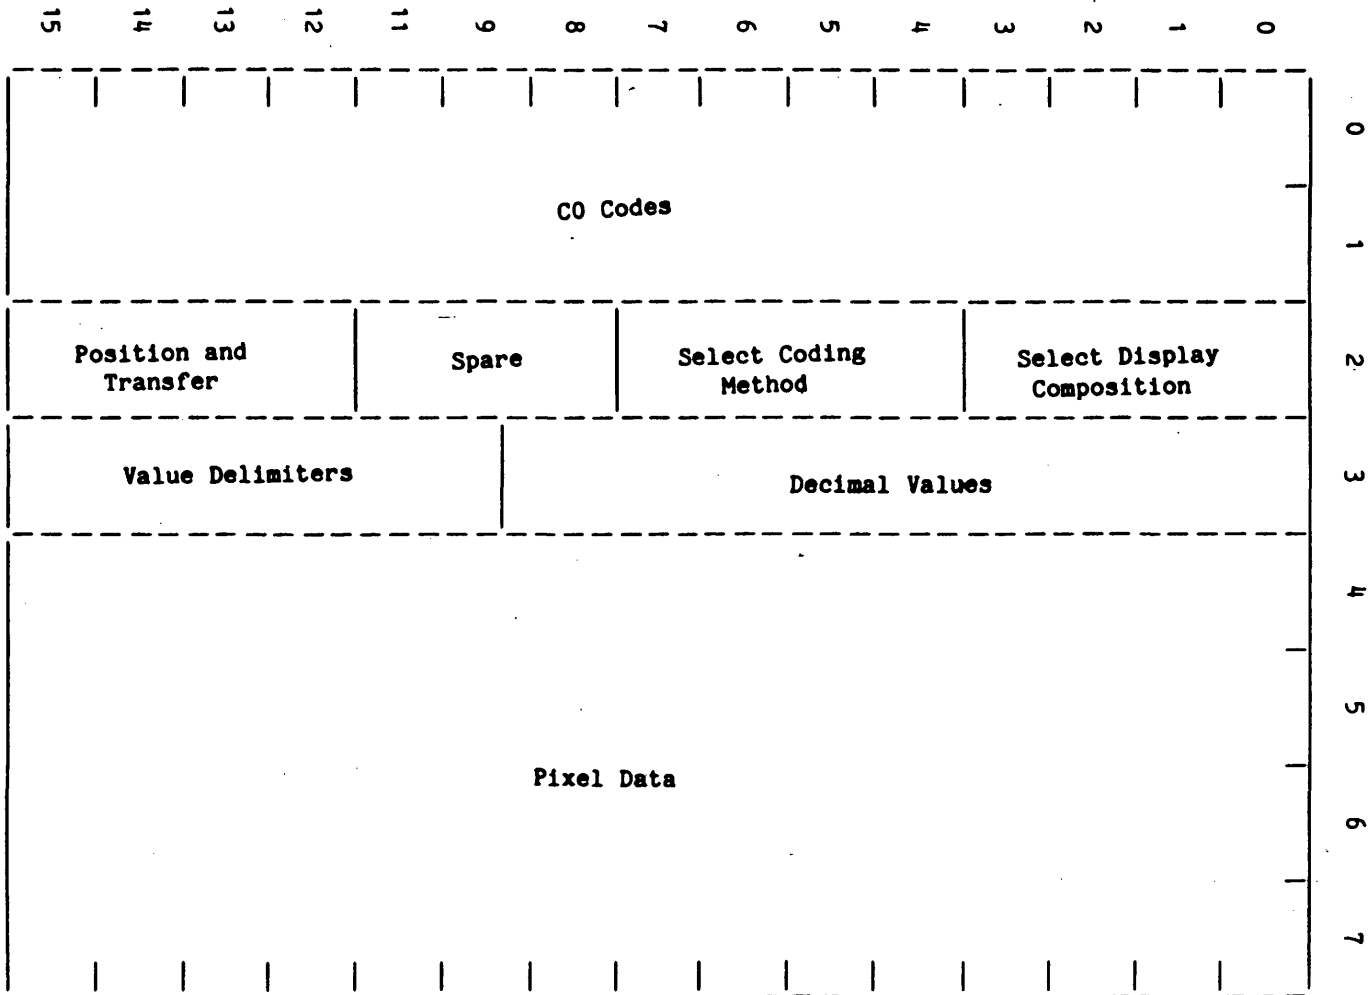 15 14 13 12 11 9 8 7 6 5 4 3 2 1 0
0
C0 Codes
1
Position and
Transfer
Spare
Select Coding
Method
Select Display
Composition
2
Value Delimiters
Decimal Values
3
4
5
Pixel Data
6
7